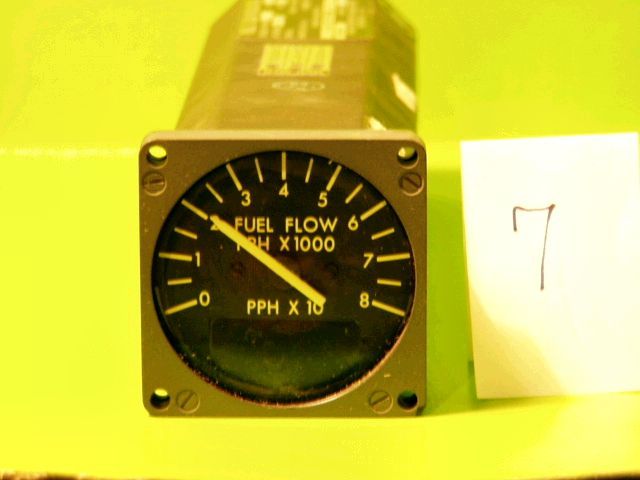 3 4 5
2 FUEL FLOW 6
PPH X1000
1 7
0 PPH X 10 8
7